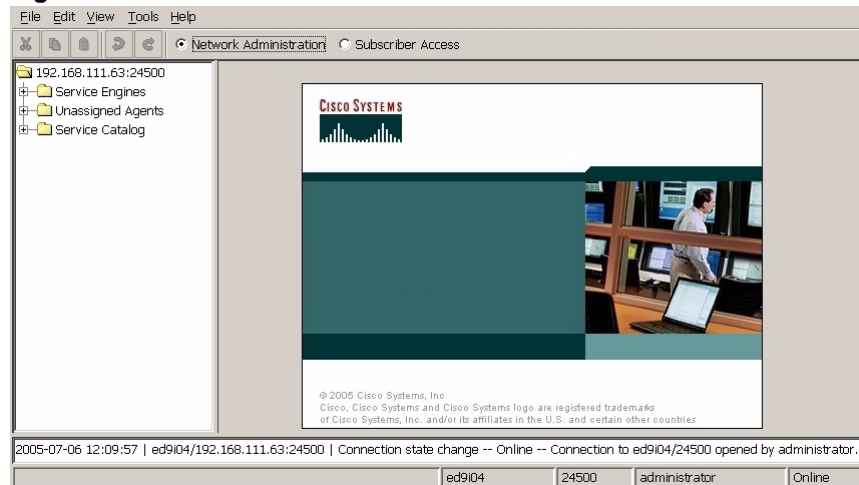 File Edit View Tools Help
Network Administration Subscriber Access
192.168.111.63:24500
Service Engines
Unassigned Agents
Service Catalog
CISCO SYSTEMS
© 2005 Cisco Systems, Inc
Cisco, Cisco Systems and Cisco Systems logo are registered trademarks
of Cisco Systems, Inc. and/or its affiliates in the U.S. and certain other countries
2005-07-06 12:09:57 | ed9i04/192.168.111.63:24500 | Connection state change -- Online -- Connection to ed9i04/24500 opened by administrator.
ed9i04 24500 administrator Online